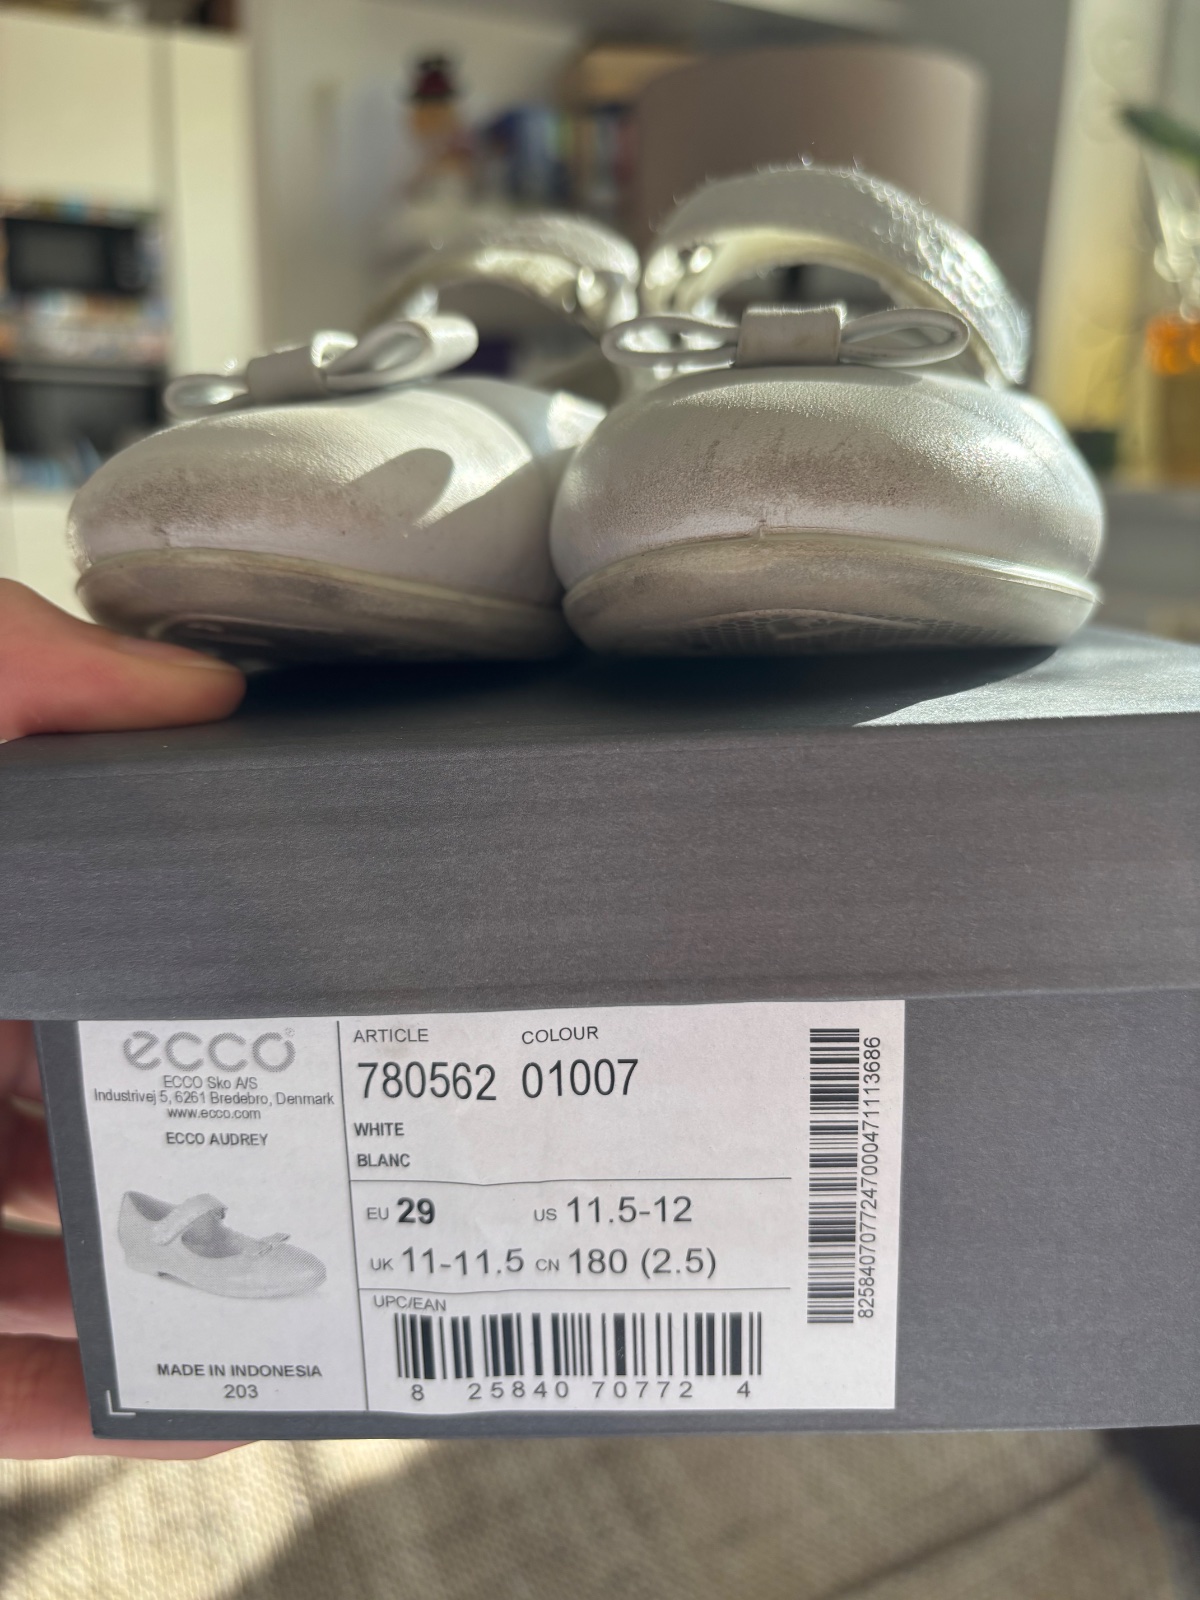 ecco®
ECCO Sko A/S
Industrivej 5, 6261 Bredebro, Denmark
www.ecco.com
ECCO AUDREY
MADE IN INDONESIA
203
ARTICLE COLOUR
780562 01007
WHITE
BLANC
EU 29 US 11.5-12
UK 11-11.5 CN 180 (2.5)
UPC/EAN
8 25840 70772 4
82584070772470004711113686